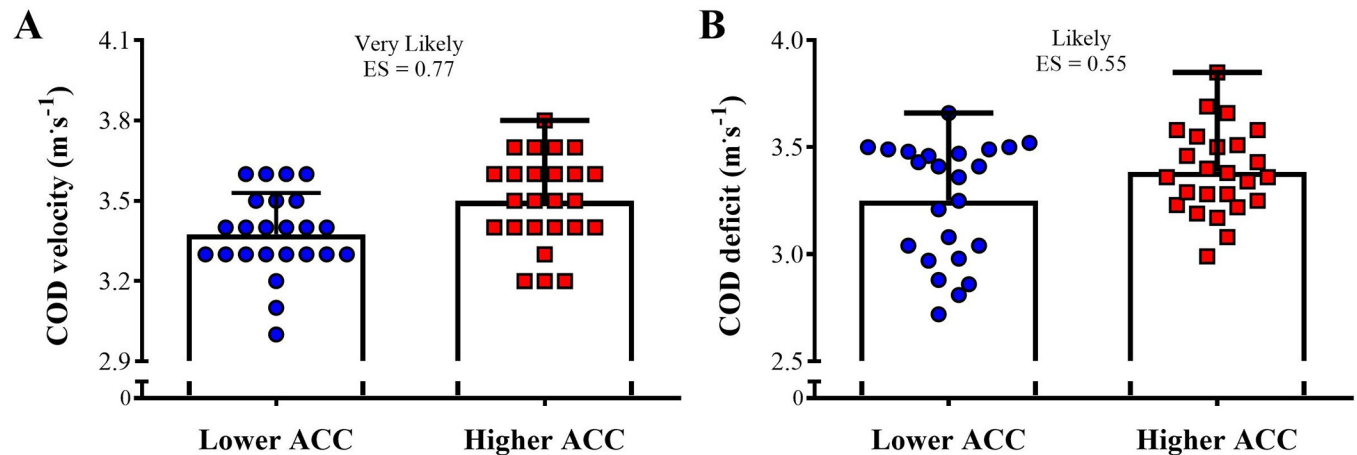 A
COD velocity (m·s-1)
4.1
3.8
3.5
3.2
2.9
0
Very Likely
ES = 0.77
Lower ACC
Higher ACC
B
COD deficit (m·s-1)
4.0
3.5
3.0
2.5
0
Likely
ES = 0.55
Lower ACC
Higher ACC